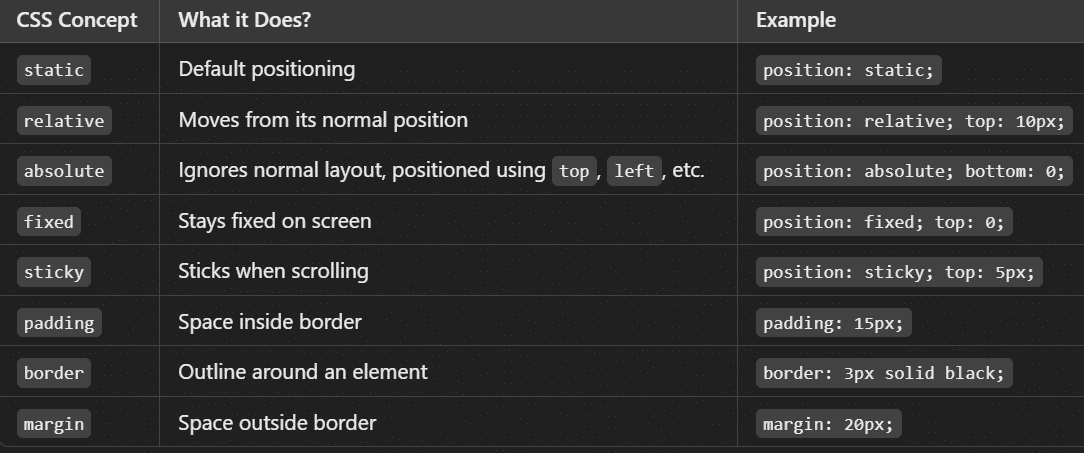 CSS Concept What it Does? Example
static Default positioning position: static;
relative Moves from its normal position position: relative; top: 10px;
absolute Ignores normal layout, positioned using top, left, etc. position: absolute; bottom: 0;
fixed Stays fixed on screen position: fixed; top: 0;
sticky Sticks when scrolling position: sticky; top: 5px;
padding Space inside border padding: 15px;
border Outline around an element border: 3px solid black;
margin Space outside border margin: 20px;